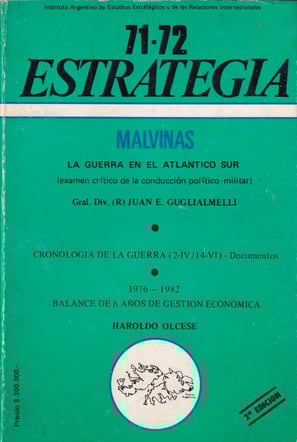 Instituto Argentino de Estudios Estratégicos y de las Relaciones Internacionales
71-72
ESTRATEGIA
MALVINAS
LA GUERRA EN EL ATLANTICO SUR
(examen crítico de la conducción político-militar)
Gral. Div. (R) JUAN E. GUGLIALMELLI
CRONOLOGIA DE LA GUERRA (2-IV/14-VI) - Documentos
1976 - 1982
BALANCE DE 6 AÑOS DE GESTION ECONOMICA
HAROLDO OLCESE
2ª EDICION
Precio $ 300.000.-